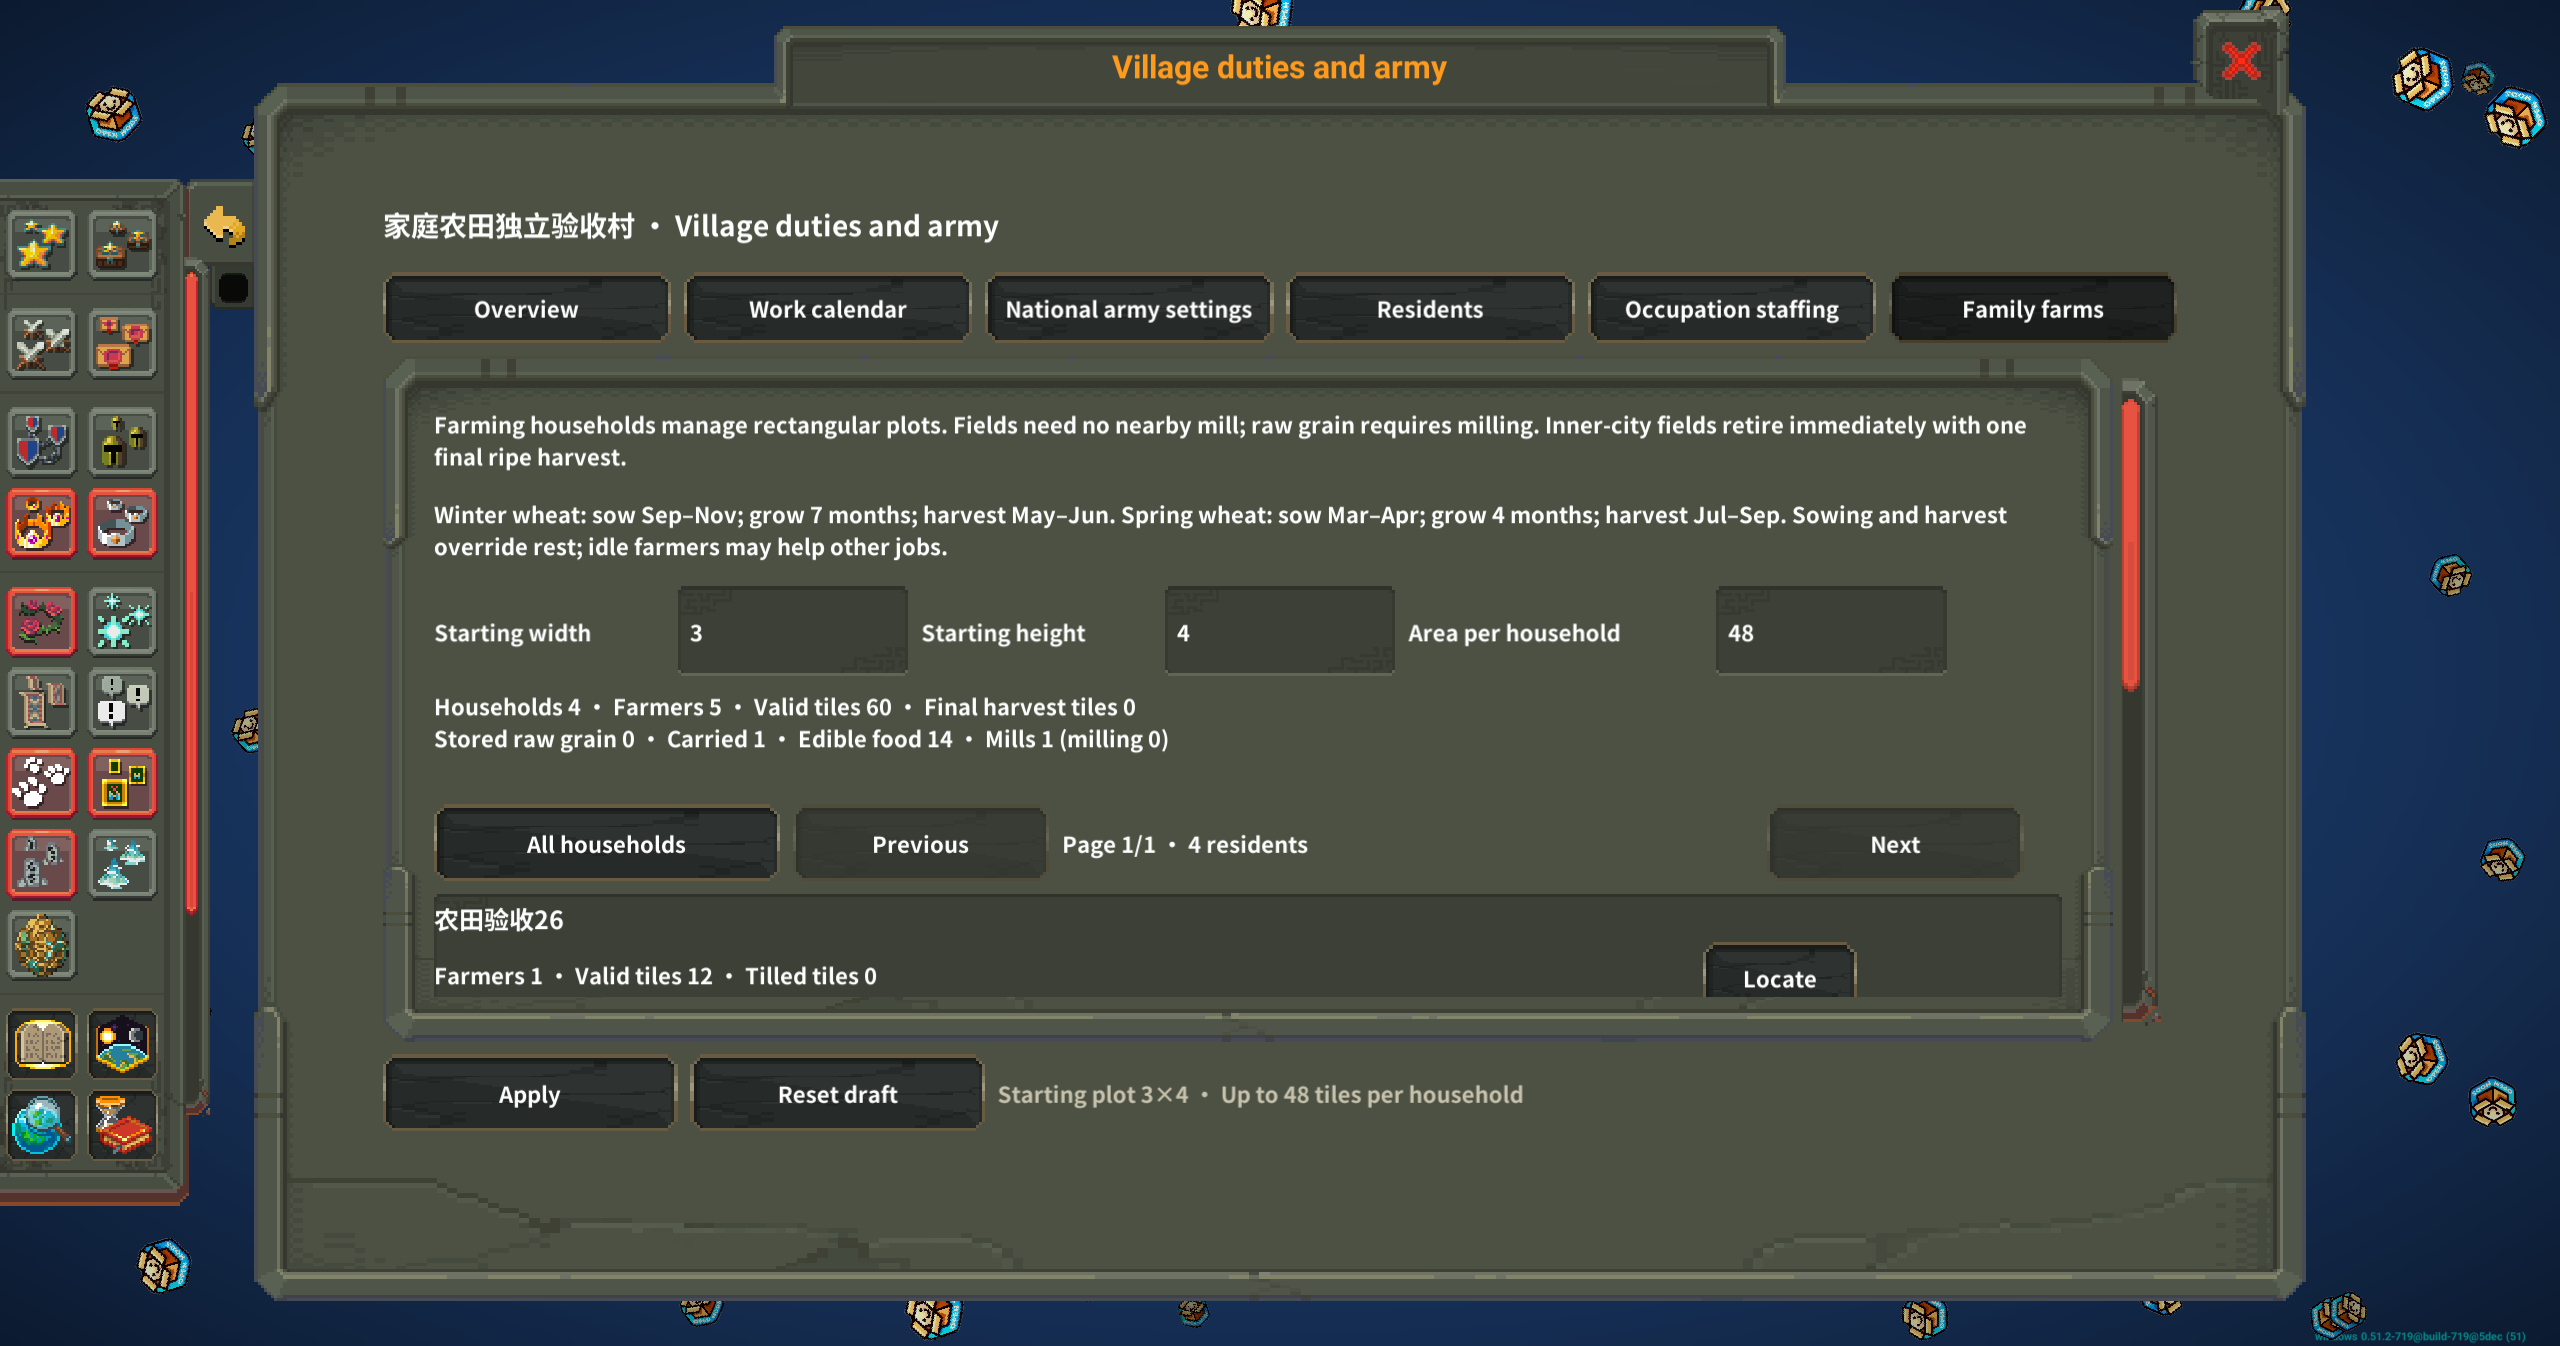 Village duties and army
家庭农田独立验收村 • Village duties and army
Overview
Work calendar
National army settings
Residents
Occupation staffing
Family farms
Farming households manage rectangular plots. Fields need no nearby mill; raw grain requires milling. Inner-city fields retire immediately with one
final ripe harvest.
Winter wheat: sow Sep–Nov; grow 7 months; harvest May–Jun. Spring wheat: sow Mar–Apr; grow 4 months; harvest Jul–Sep. Sowing and harvest
override rest; idle farmers may help other jobs.
Starting width 3 Starting height 4 Area per household 48
Households 4 • Farmers 5 • Valid tiles 60 • Final harvest tiles 0
Stored raw grain 0 • Carried 1 • Edible food 14 • Mills 1 (milling 0)
All households
Previous
Page 1/1 • 4 residents
Next
农田验收26
Farmers 1 • Valid tiles 12 • Tilled tiles 0
Locate
Apply
Reset draft
Starting plot 3×4 • Up to 48 tiles per household
0.51.2-719@build-719@5dec (51)